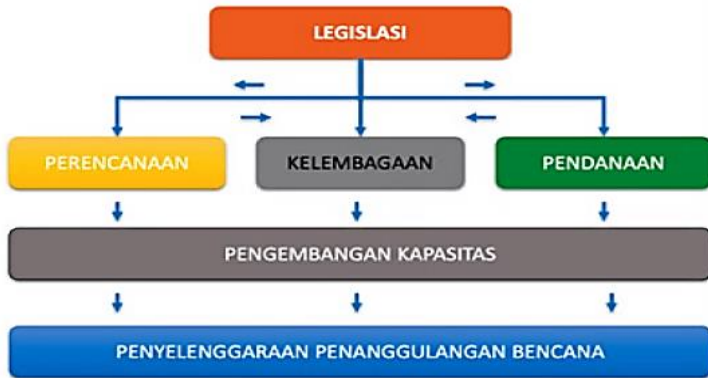 LEGISLASI
PERENCANAAN
KELEMBAGAAN
PENDANAAN
PENGEMBANGAN KAPASITAS
PENYELENGGARAAN PENANGGULANGAN BENCANA